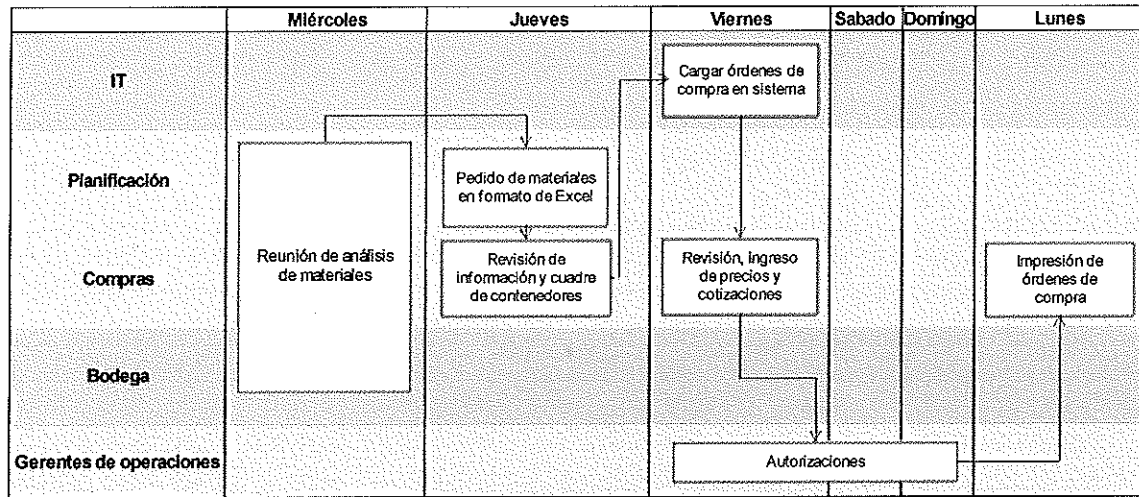 Miércoles
Jueves
Viernes
Sabado
Domingo
Lunes
IT
Cargar órdenes de
compra en sistema
Planificación
Pedido de materiales
en formato de Excel
Reunión de análisis
de materiales
Compras
Revisión de
información y cuadre
de contenedores
Revisión, ingreso
de precios y
cotizaciones
Impresión de
órdenes de
compra
Bodega
Gerentes de operaciones
Autorizaciones